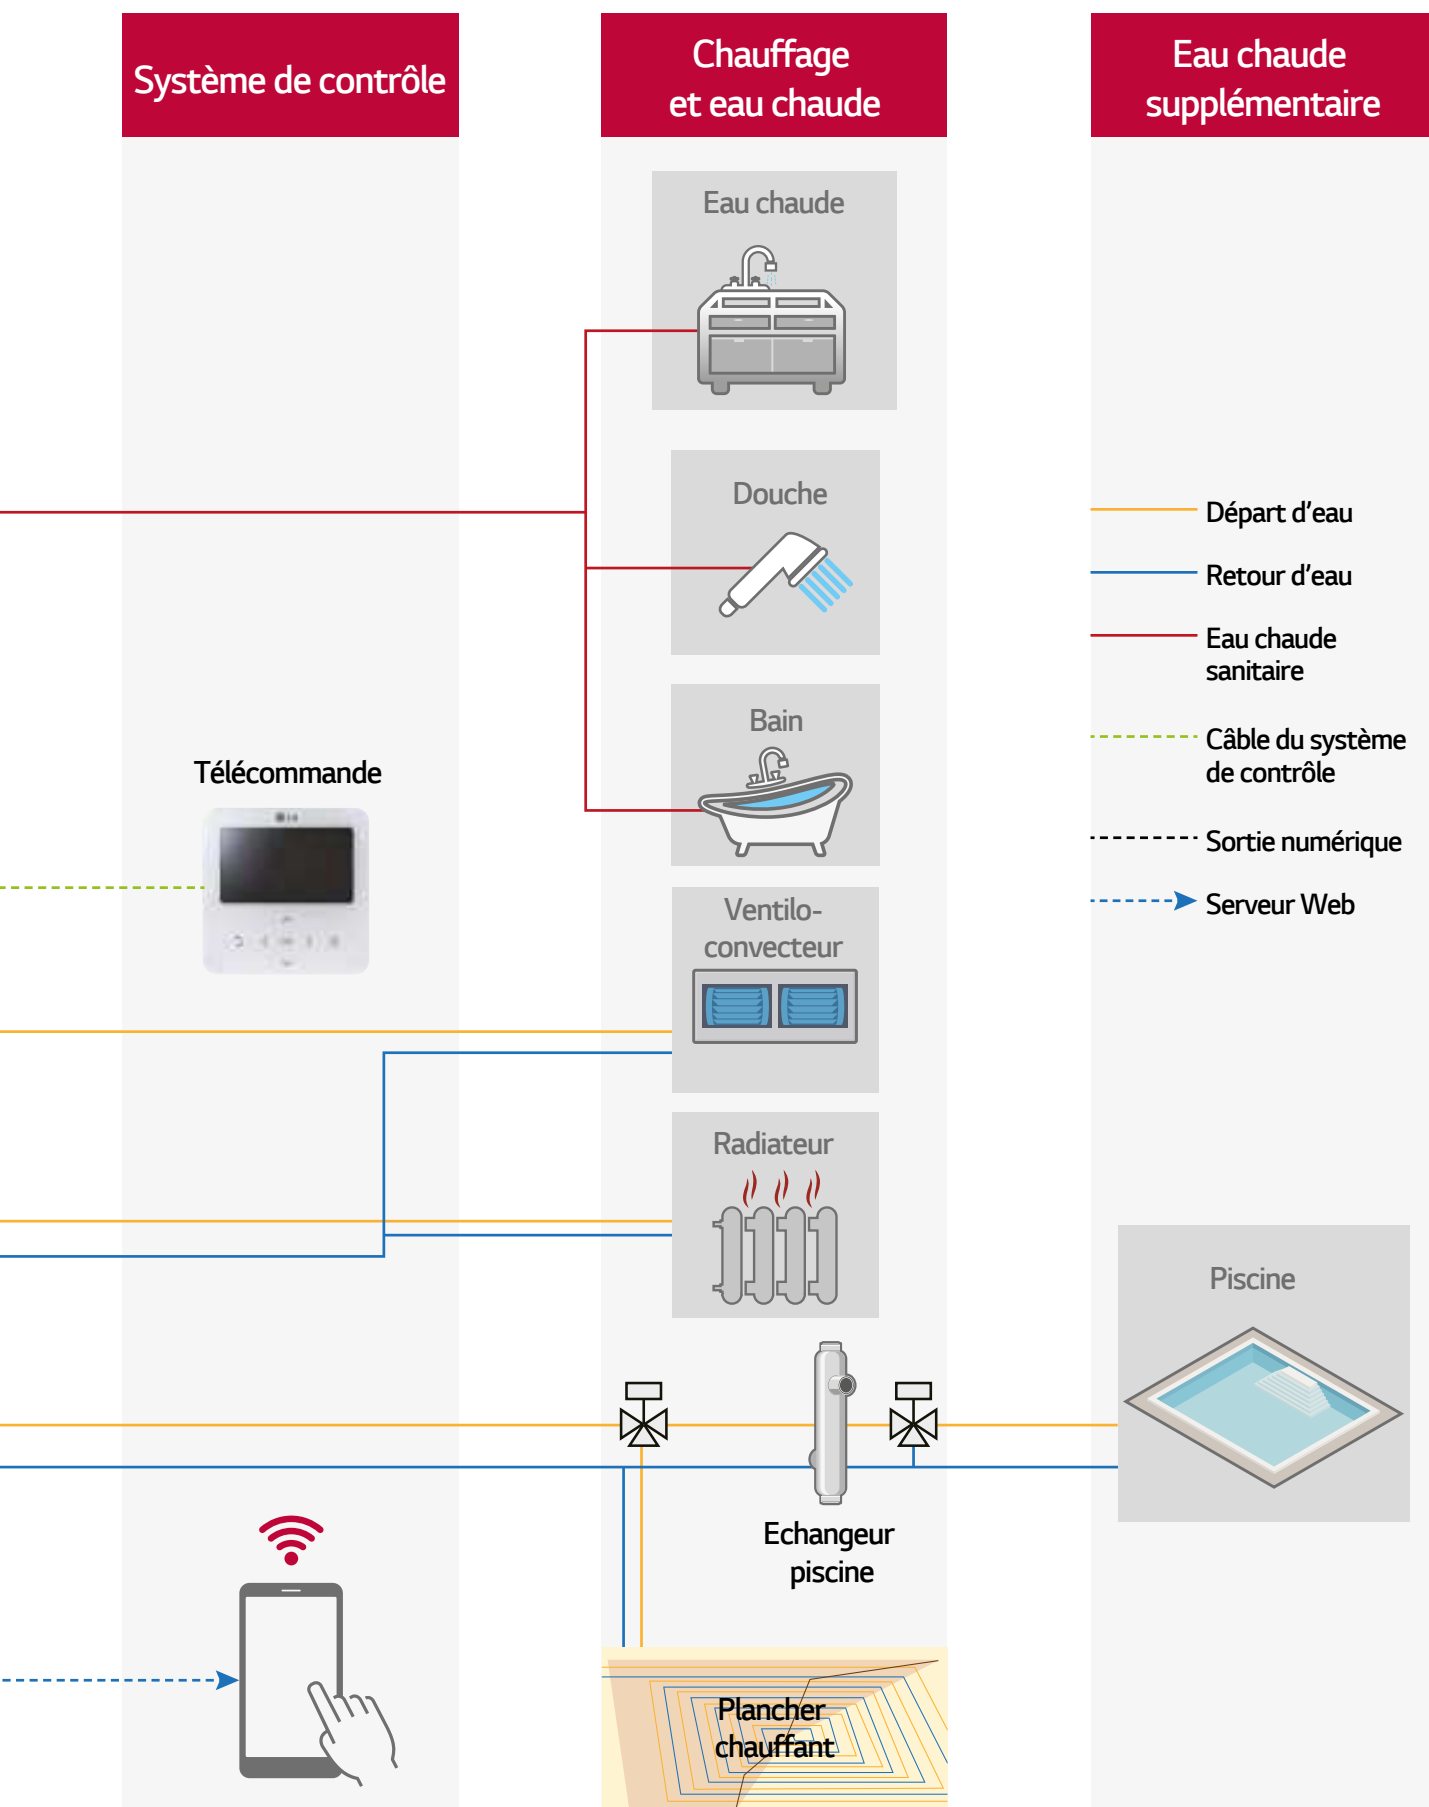 Système de contrôle
Chauffage
et eau chaude
Eau chaude
supplémentaire
Eau chaude
Douche
Bain
Ventilo-
convecteur
Radiateur
Télécommande
LG
Echangeur
piscine
Plancher
chauffant
Départ d'eau
Retour d'eau
Eau chaude
sanitaire
Câble du système
de contrôle
Sortie numérique
Serveur Web
Piscine